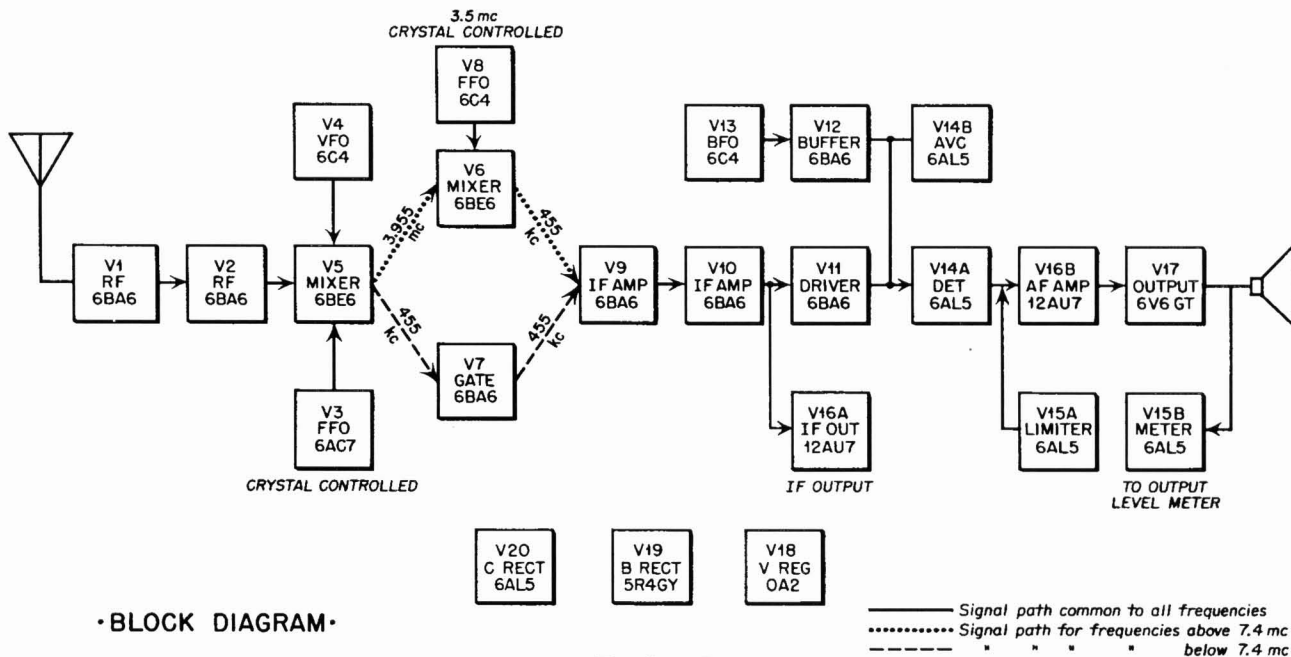 3.5 mc
CRYSTAL CONTROLLED
V8
FFO
6C4
V4
VFO
6C4
V6
MIXER
6BE6
V13
BFO
6C4
V12
BUFFER
6BA6
V14B
AVC
6AL5
3.955
mc
455
kc
V1
RF
6BA6
V2
RF
6BA6
V5
MIXER
6BE6
V9
IF AMP
6BA6
V10
IF AMP
6BA6
V11
DRIVER
6BA6
V14A
DET
6AL5
V16B
AF AMP
12AU7
V17
OUTPUT
6V6 GT
455
kc
455
kc
V3
FFO
6AC7
CRYSTAL CONTROLLED
V7
GATE
6BA6
V16A
IF OUT
12AU7
IF OUTPUT
V15A
LIMITER
6AL5
V15B
METER
6AL5
TO OUTPUT
LEVEL METER
V20
C RECT
6AL5
V19
B RECT
5R4GY
V18
V REG
OA2
·BLOCK DIAGRAM·
Signal path common to all frequencies
Signal path for frequencies above 7.4 mc
" " " " below 7.4 mc